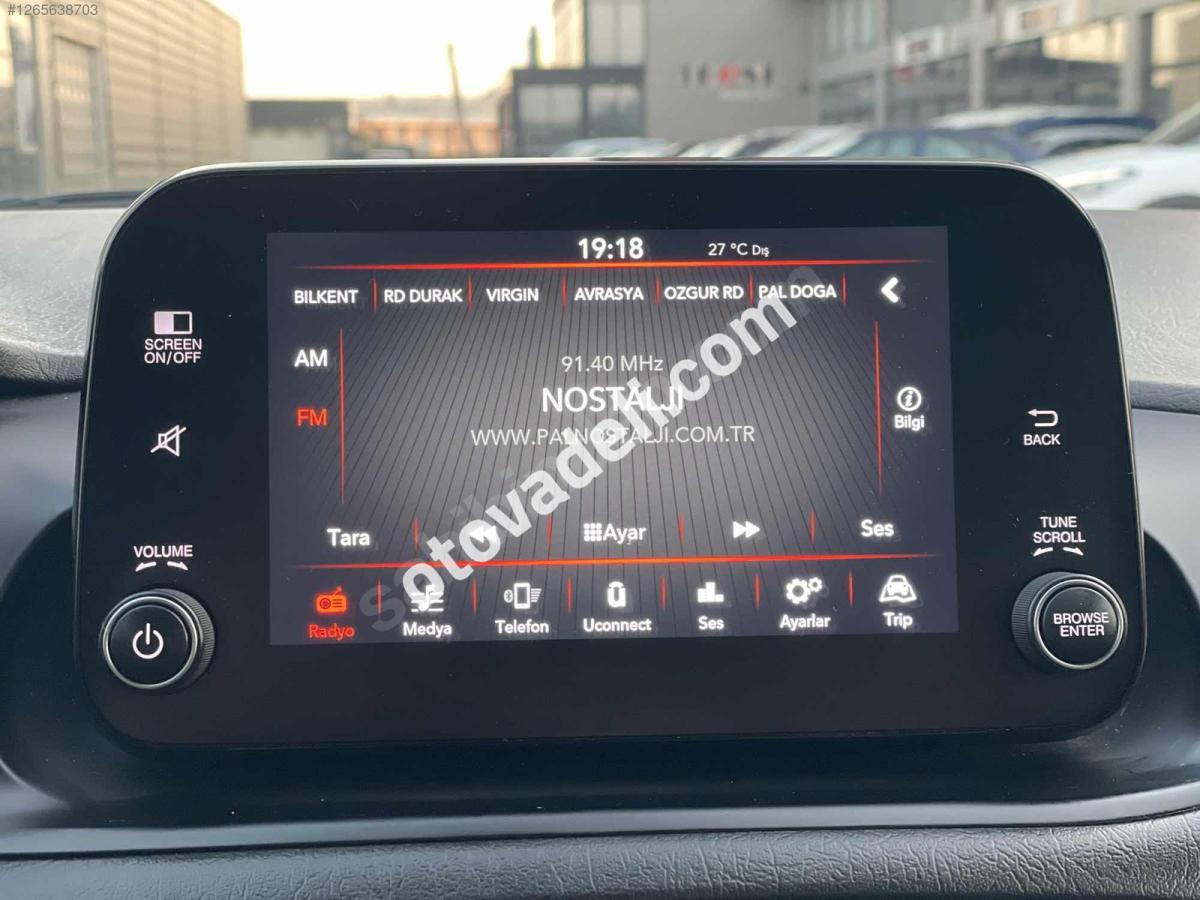 #1265638703
19:18 27 °C Dış
BILKENT RD DURAK VIRGIN AVRASYA OZGUR RD PAL DOGA
SCREEN
ON/OFF
AM
91.40 MHz
NOSTALJI
FM
Bilgi
WWW.PALNOSTALJI.COM.TR
BACK
otovadeli.com
Tara Ayar Ses
TUNE
SCROLL
VOLUME
Radyo Medya Telefon Uconnect Ses Ayarlar Trip
BROWSE
ENTER